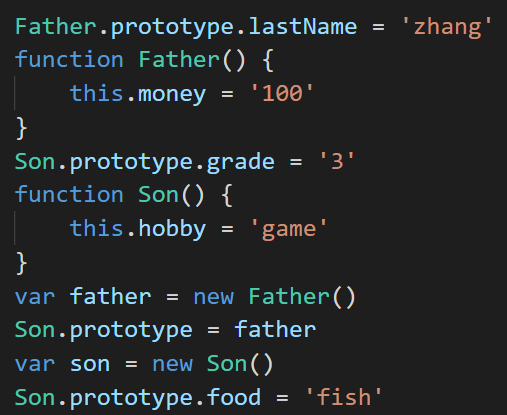 Father.prototype.lastName = 'zhang'
function Father() {
    this.money = '100'
}
Son.prototype.grade = '3'
function Son() {
    this.hobby = 'game'
}
var father = new Father()
Son.prototype = father
var son = new Son()
Son.prototype.food = 'fish'